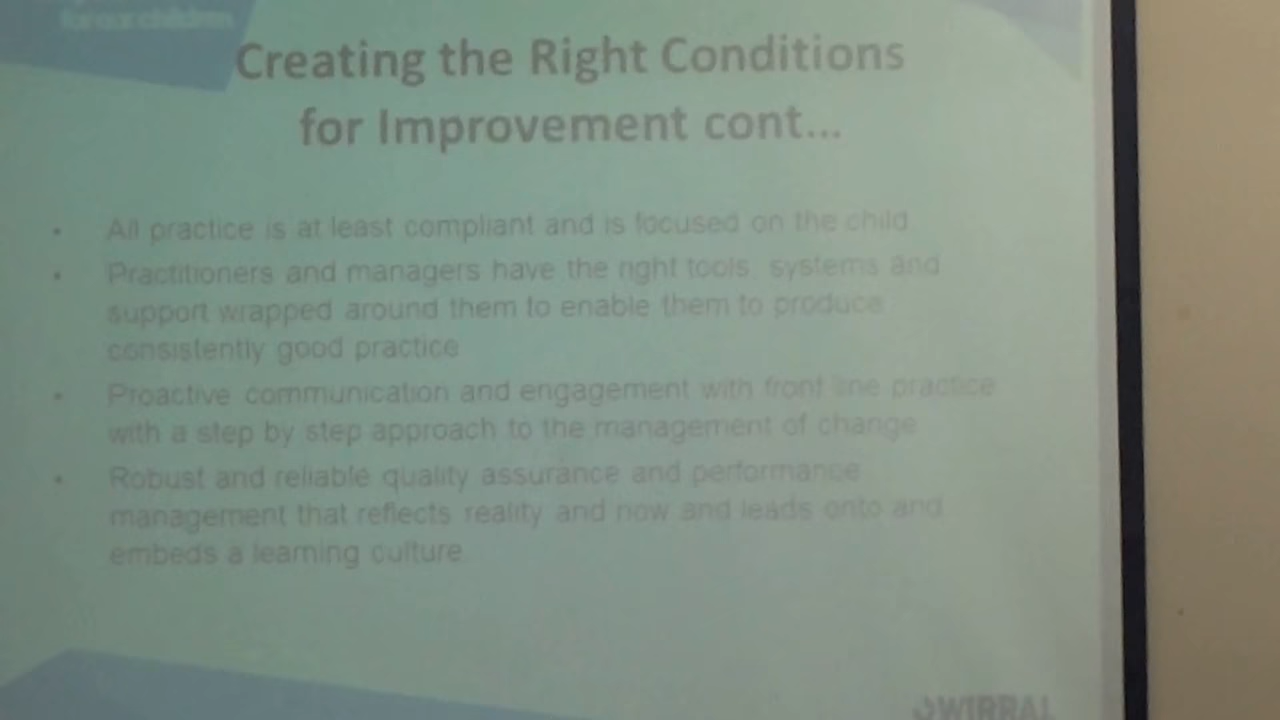 for our children
Creating the Right Conditions
for Improvement cont...
• All practice is at least compliant and is focused on the child
• Practitioners and managers have the right tools, systems and
support wrapped around them to enable them to produce
consistently good practice
• Proactive communication and engagement with front line practice
with a step by step approach to the management of change
• Robust and reliable quality assurance and performance
management that reflects reality and now and leads onto and
embeds a learning culture
WIRRAL